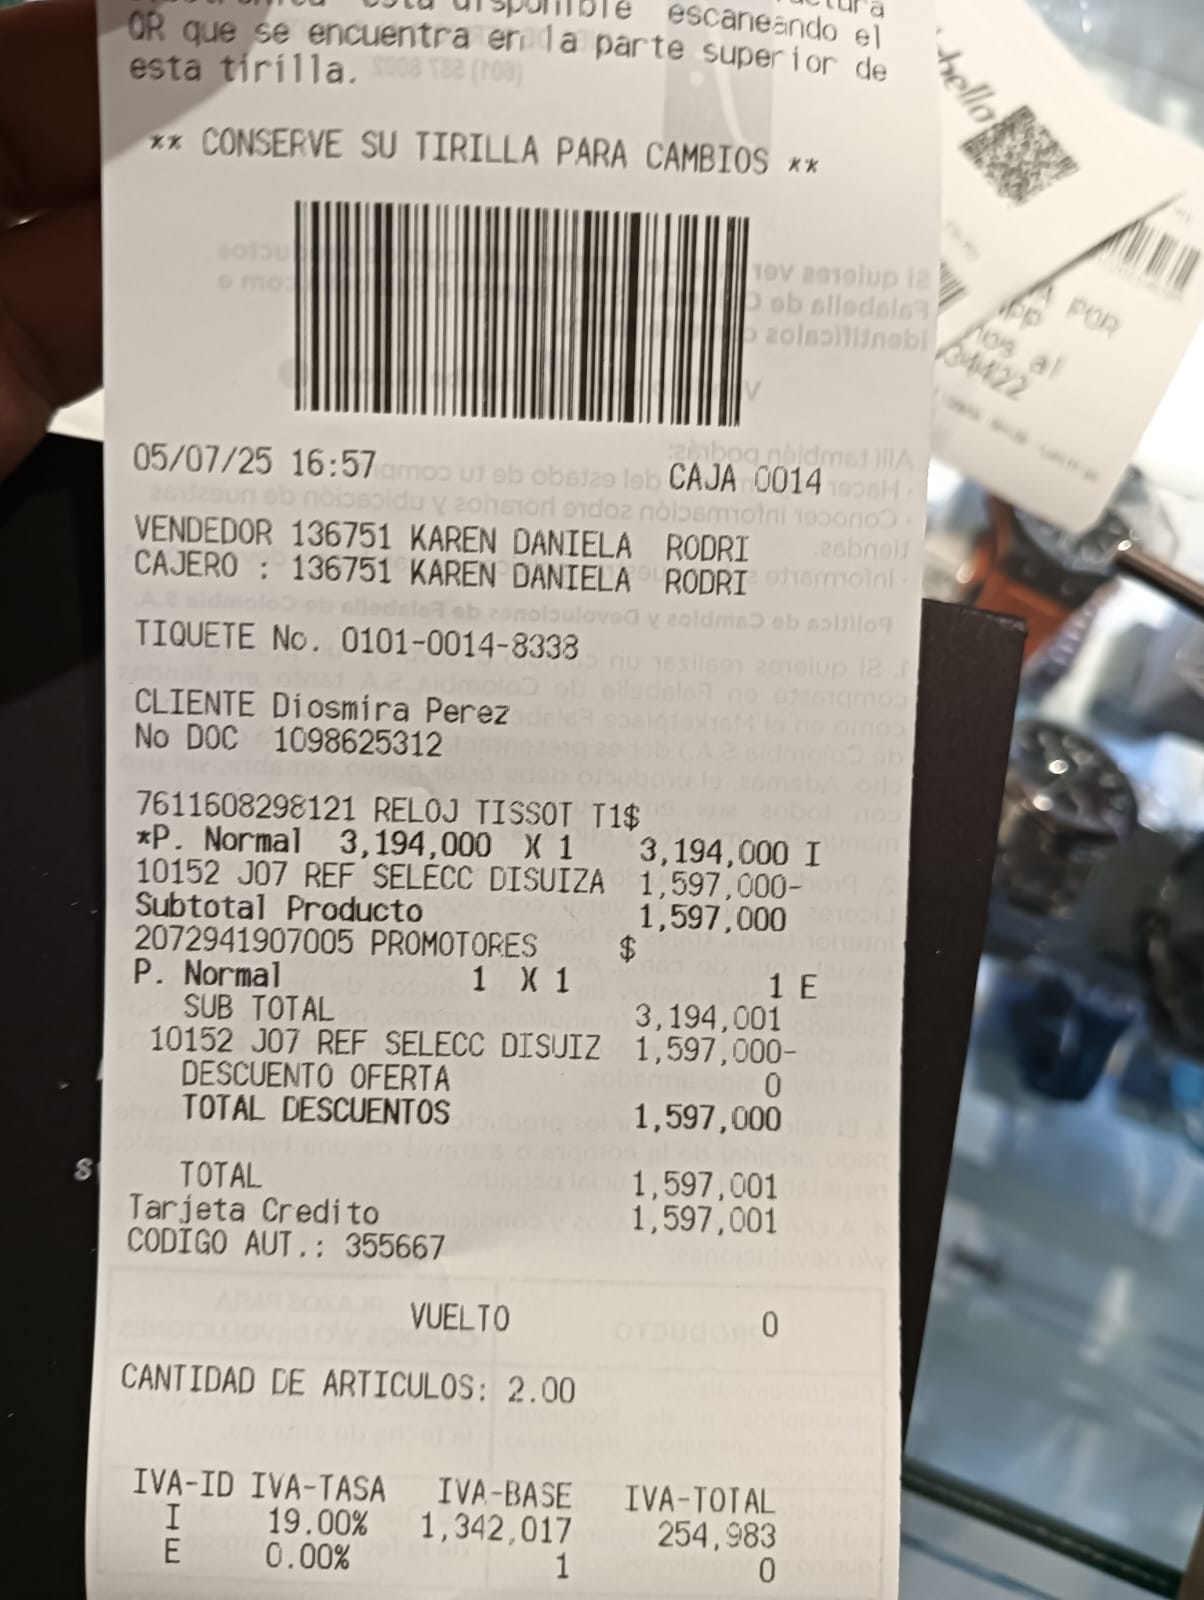 disponible escaneando el
QR que se encuentra en la parte superior de
esta tirilla.
** CONSERVE SU TIRILLA PARA CAMBIOS **
05/07/25 16:57 CAJA 0014
VENDEDOR 136751 KAREN DANIELA RODRI
CAJERO : 136751 KAREN DANIELA RODRI
TIQUETE No. 0101-0014-8338
CLIENTE Diosmira Perez
No DOC 1098625312
7611608298121 RELOJ TISSOT T1$
*P. Normal 3,194,000 X 1 3,194,000 I
10152 J07 REF SELECC DISUIZA 1,597,000-
Subtotal Producto 1,597,000
2072941907005 PROMOTORES $
P. Normal 1 X 1 1 E
SUB TOTAL 3,194,001
10152 J07 REF SELECC DISUIZ 1,597,000-
DESCUENTO OFERTA 0
TOTAL DESCUENTOS 1,597,000
TOTAL 1,597,001
Tarjeta Credito 1,597,001
CODIGO AUT.: 355667
VUELTO 0
CANTIDAD DE ARTICULOS: 2.00
IVA-ID IVA-TASA IVA-BASE IVA-TOTAL
I 19.00% 1,342,017 254,983
E 0.00% 1 0
POR
al